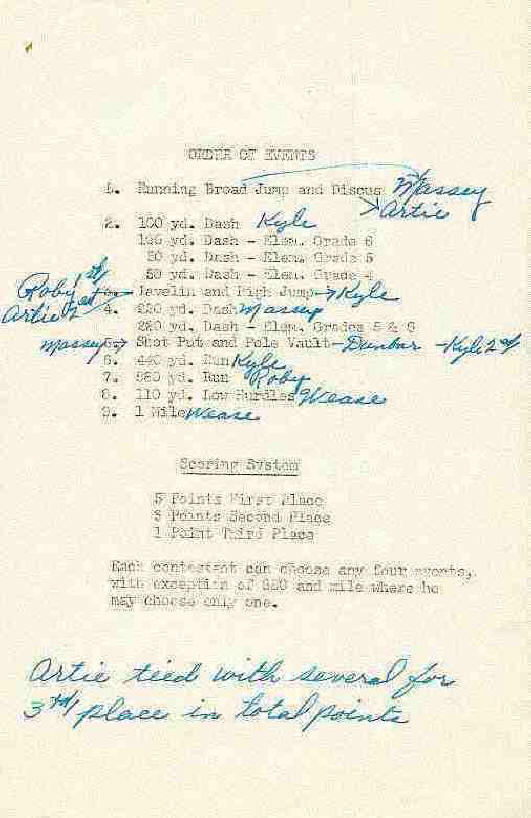 ORDER OF EVENTS
1. Running Broad Jump and Discus Massey
→Artie
2. 100 yd. Dash Kyle
100 yd. Dash - Elem. Grade 6
50 yd. Dash - Elem. Grade 5
50 yd. Dash - Elem. Grade 4
Roby 1st 3. Javelin and High Jump→Kyle
Artie 2nd 4. 220 yd. Dash Massey
220 yd. Dash - Elem. Grades 5 & 6
Massey→ 5. Shot Put and Pole Vault-Dunbar -Kyle 2nd
6. 440 yd. Run Kyle
7. 880 yd. Run Roby
8. 110 yd. Low Hurdles Wease
9. 1 Mile Wease
Scoring System
5 Points First Place
3 Points Second Place
1 Point Third Place
Each contestant can choose any four events,
with exception of 880 and mile where he
may choose only one.
Artie tied with several for
3rd place in total points